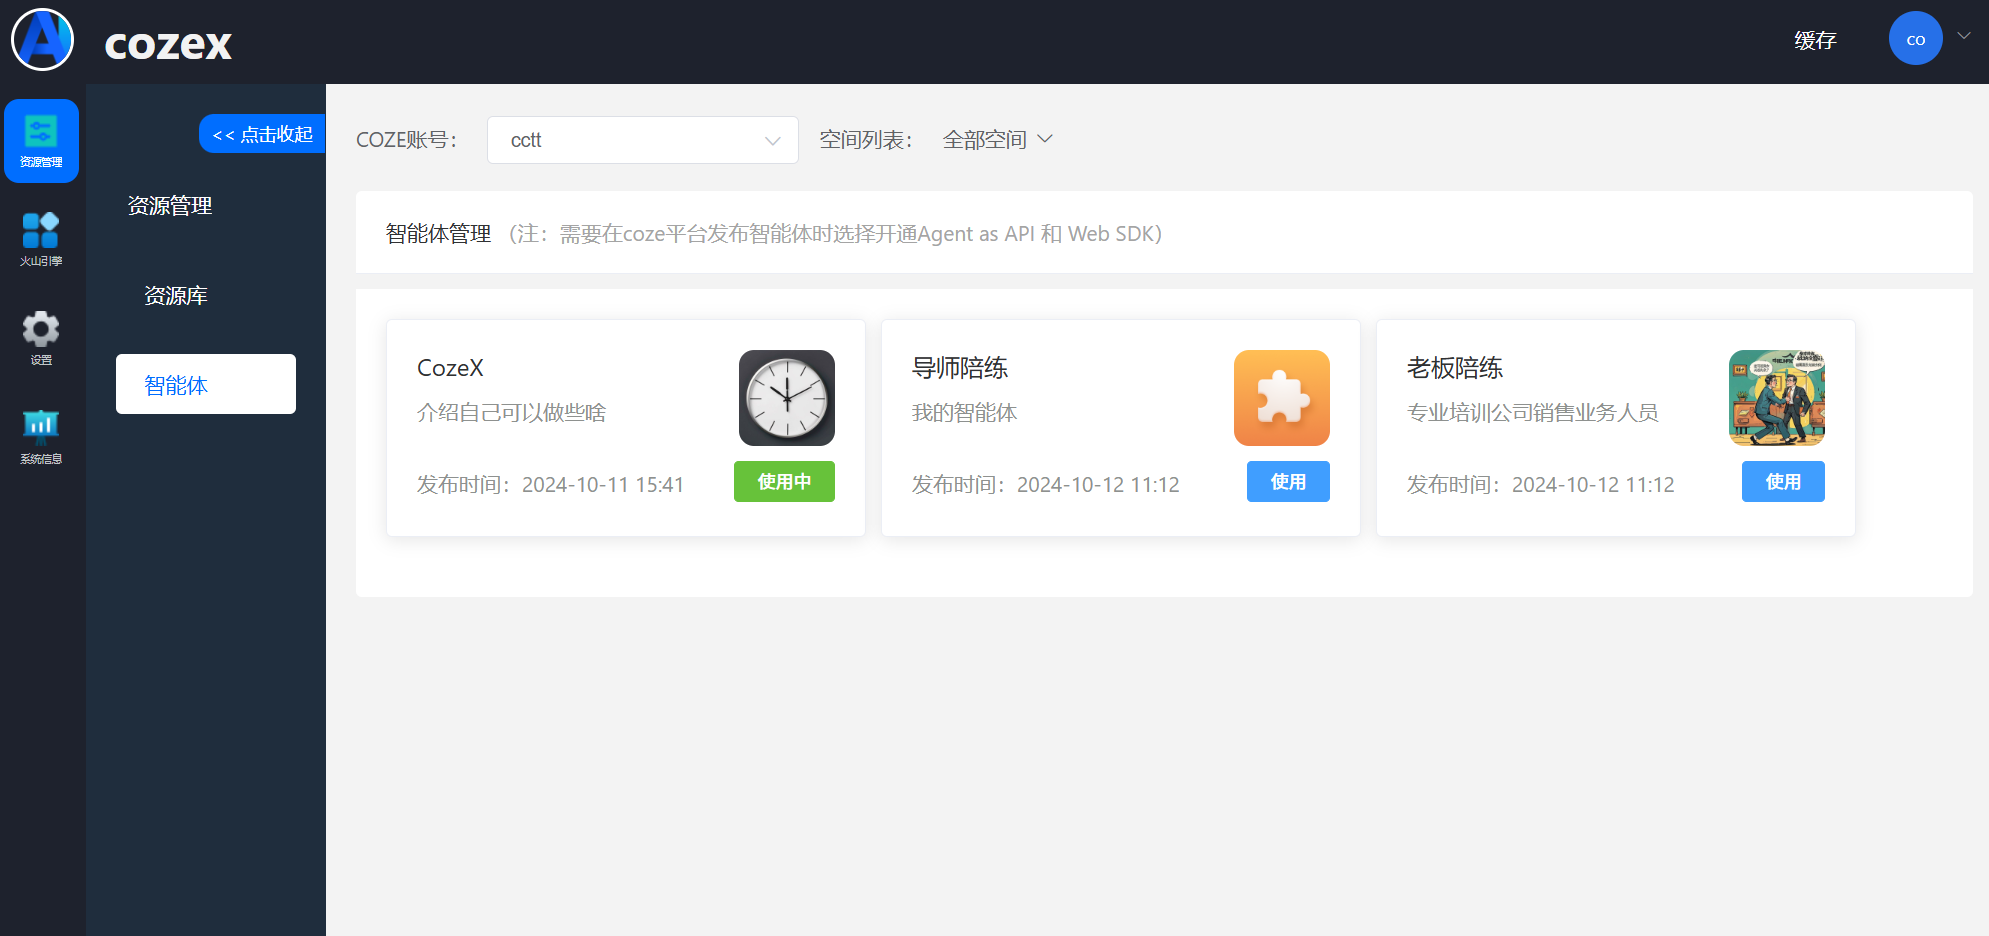 cozex
缓存
co
资源管理
火山引擎
设置
系统信息
<< 点击收起
资源管理
资源库
智能体
COZE账号：
cctt
空间列表：
全部空间
智能体管理 （注：需要在coze平台发布智能体时选择开通Agent as API 和 Web SDK）
CozeX
介绍自己可以做些啥
发布时间：2024-10-11 15:41
使用中
导师陪练
我的智能体
发布时间：2024-10-12 11:12
使用
老板陪练
专业培训公司销售业务人员
发布时间：2024-10-12 11:12
使用